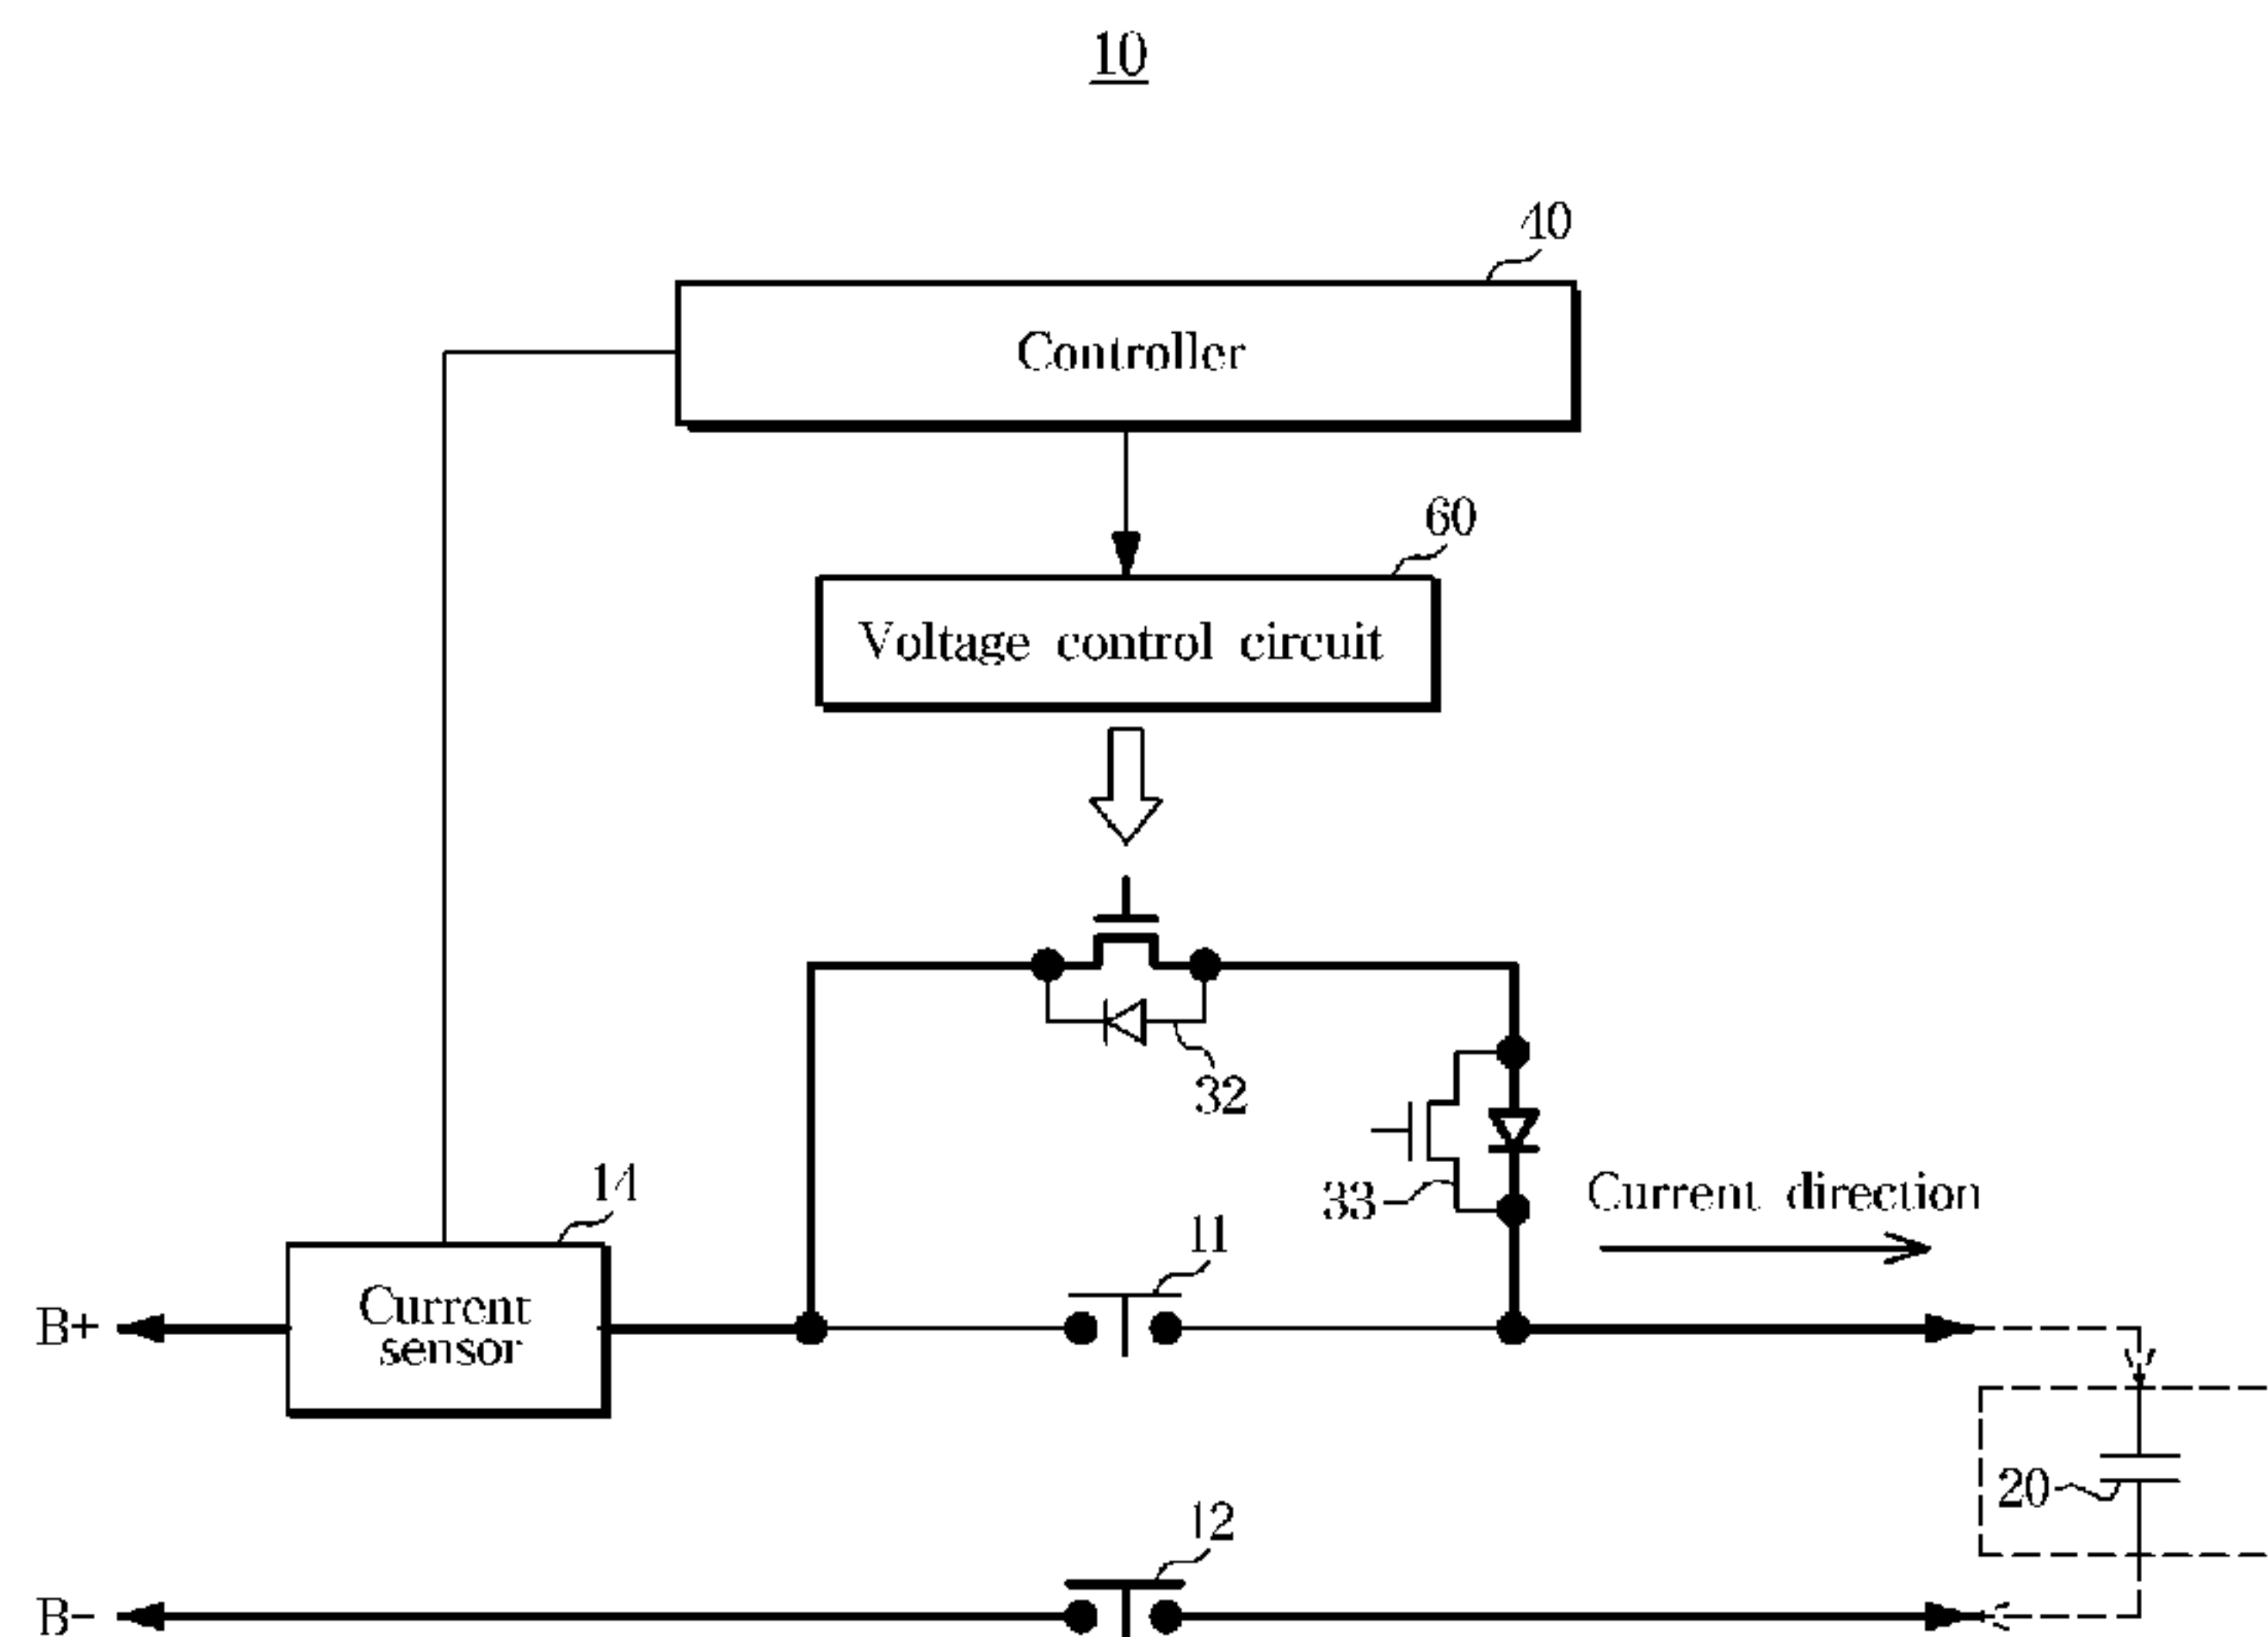 10
40
Controller
60
Voltage control circuit
32
33
Current direction
14
11
B+
Current
sensor
20
12
B-